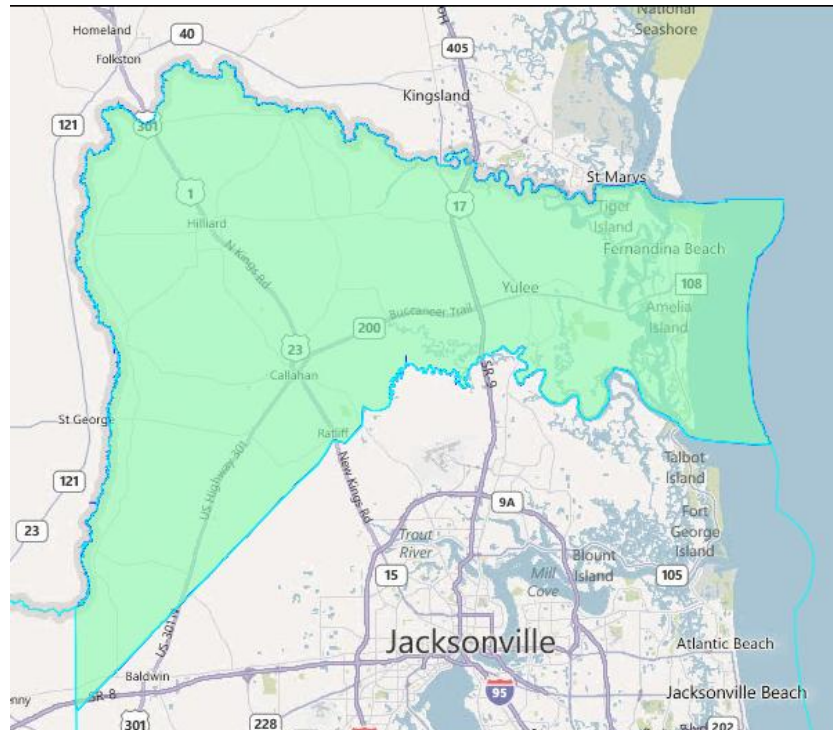 National
Seashore
Homeland
40
Folkston
405
Kingsland
121
301
St Marys
1
17
Tiger
Island
Hilliard
N Kings Rd
Fernandina Beach
Yulee
108
Buccaneer Trail
Amelia
Island
200
23
SR-9
Callahan
St George
Ratliff
US Highway 301
New Kings Rd
Talbot
Island
121
9A
23
Fort
George
Island
Trout
River
Blount
Island
15
Mill
Cove
105
US-301 N
Jacksonville
Atlantic Beach
Baldwin
SR-8
95
Jacksonville Beach
301
228
202